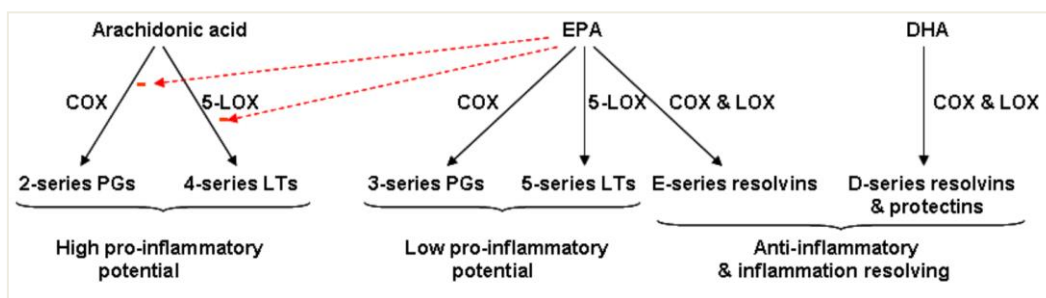 Arachidonic acid EPA DHA
COX 5-LOX COX 5-LOX COX & LOX COX & LOX
2-series PGs 4-series LTs 3-series PGs 5-series LTs E-series resolvins D-series resolvins
& protectins
High pro-inflammatory
potential
Low pro-inflammatory
potential
Anti-inflammatory
& inflammation resolving